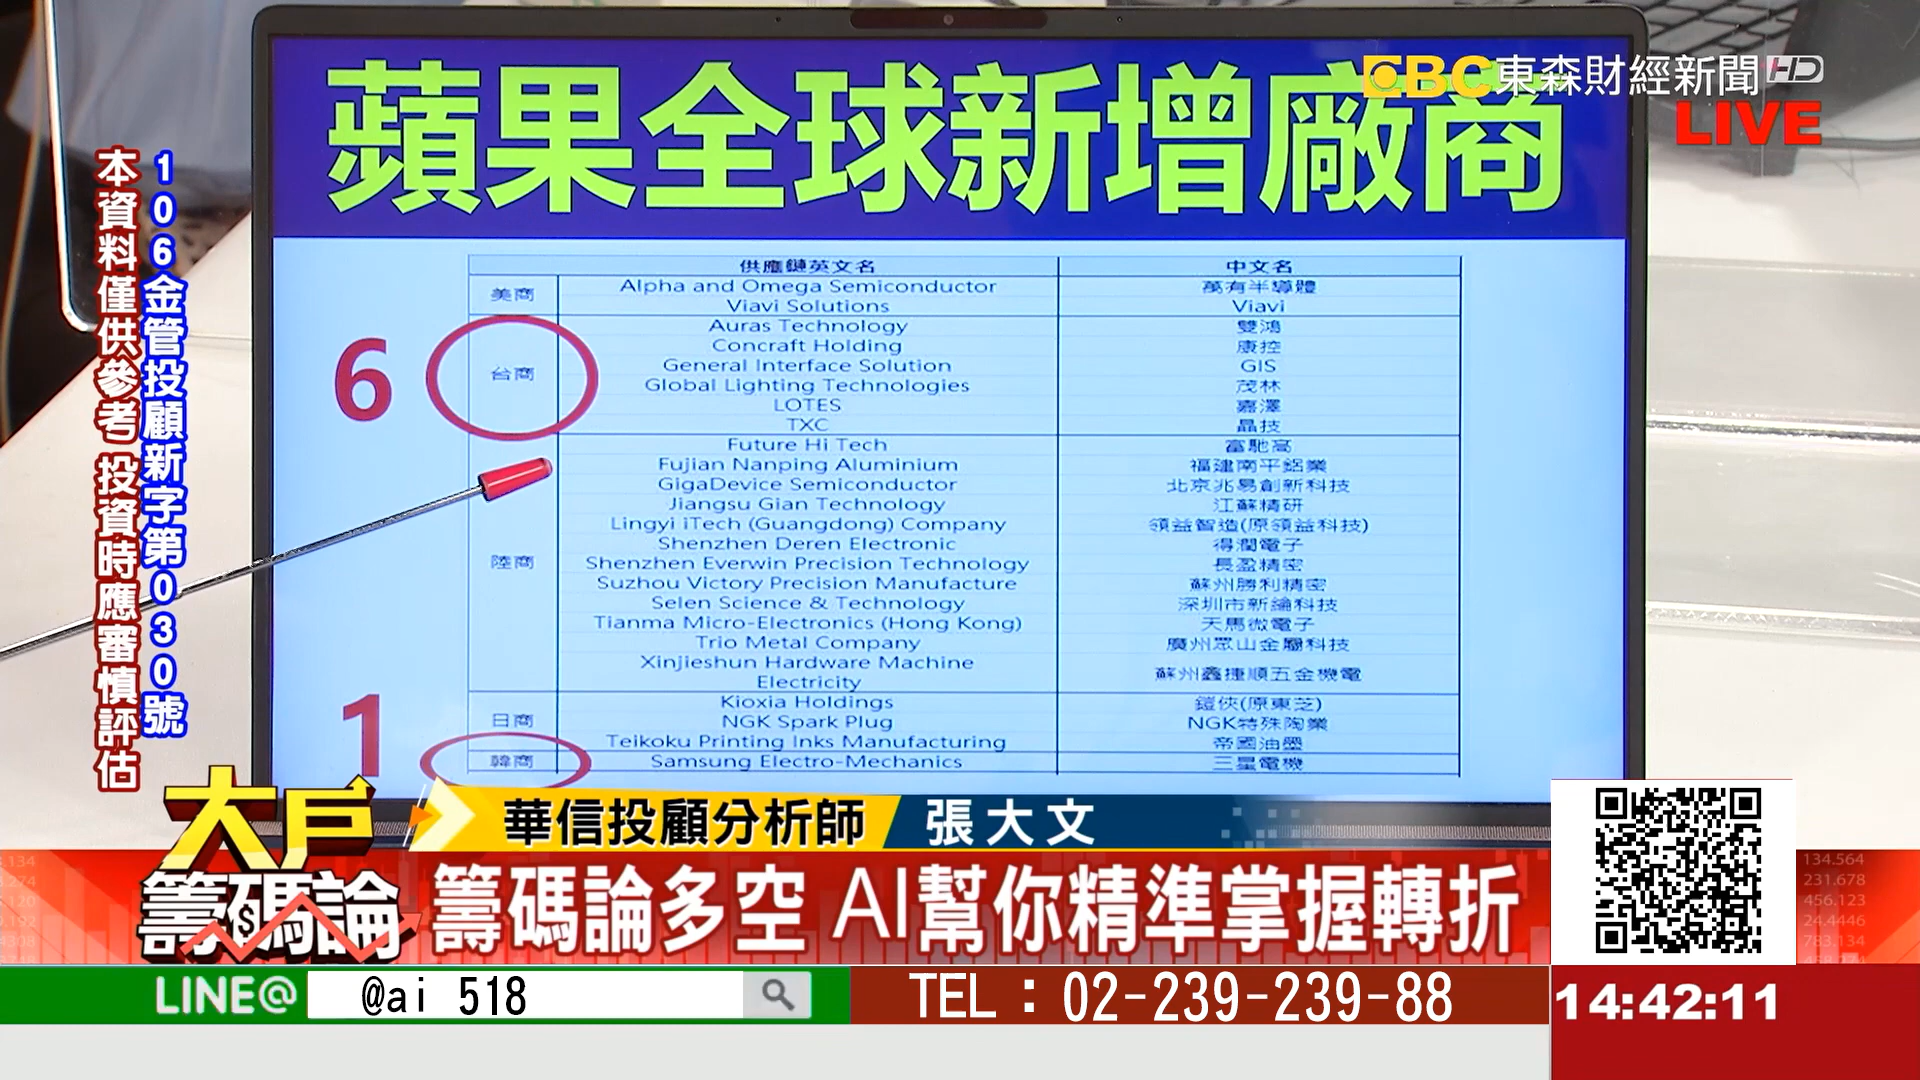 EBC東森財經新聞HD
LIVE
106金管投顧新字第030號
本資料僅供參考 投資時應審慎評估
蘋果全球新增廠商
供應鏈英文名 中文名
美商
Alpha and Omega Semiconductor 萬有半導體
Viavi Solutions Viavi
6
台商
Auras Technology 雙鴻
Concraft Holding 康控
General Interface Solution GIS
Global Lighting Technologies 茂林
LOTES 嘉澤
TXC 晶技
陸商
Future Hi Tech 富馳高
Fujian Nanping Aluminium 福建南平鋁業
GigaDevice Semiconductor 北京兆易創新科技
Jiangsu Gian Technology 江蘇精研
Lingyi iTech (Guangdong) Company 領益智造(原領益科技)
Shenzhen Deren Electronic 得潤電子
Shenzhen Everwin Precision Technology 長盈精密
Suzhou Victory Precision Manufacture 蘇州勝利精密
Selen Science & Technology 深圳市新綸科技
Tianma Micro-Electronics (Hong Kong) 天馬微電子
Trio Metal Company 廣州眾山金屬科技
Xinjieshun Hardware Machine
Electricity 蘇州鑫捷順五金機電
1
日商
Kioxia Holdings 鎧俠(原東芝)
NGK Spark Plug NGK特殊陶業
Teikoku Printing Inks Manufacturing 帝國油墨
韓商
Samsung Electro-Mechanics 三星電機
大戶
籌碼論
華信投顧分析師 張大文
籌碼論多空 AI幫你精準掌握轉折
134.564
231.678
456.123
24.4446
783.134
LINE@ @ai 518
TEL：02-239-239-88
14:42:11